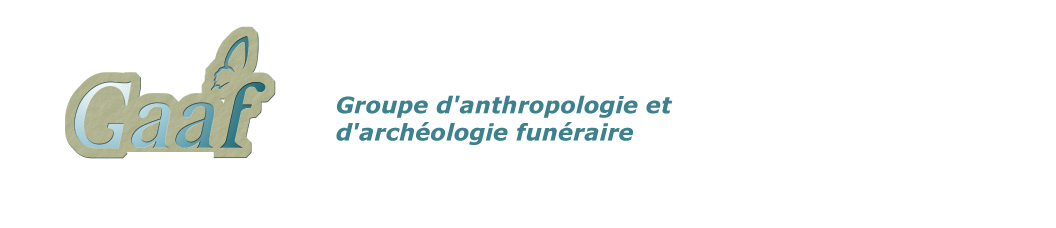 Gaaf
Groupe d'anthropologie et
d'archéologie funéraire